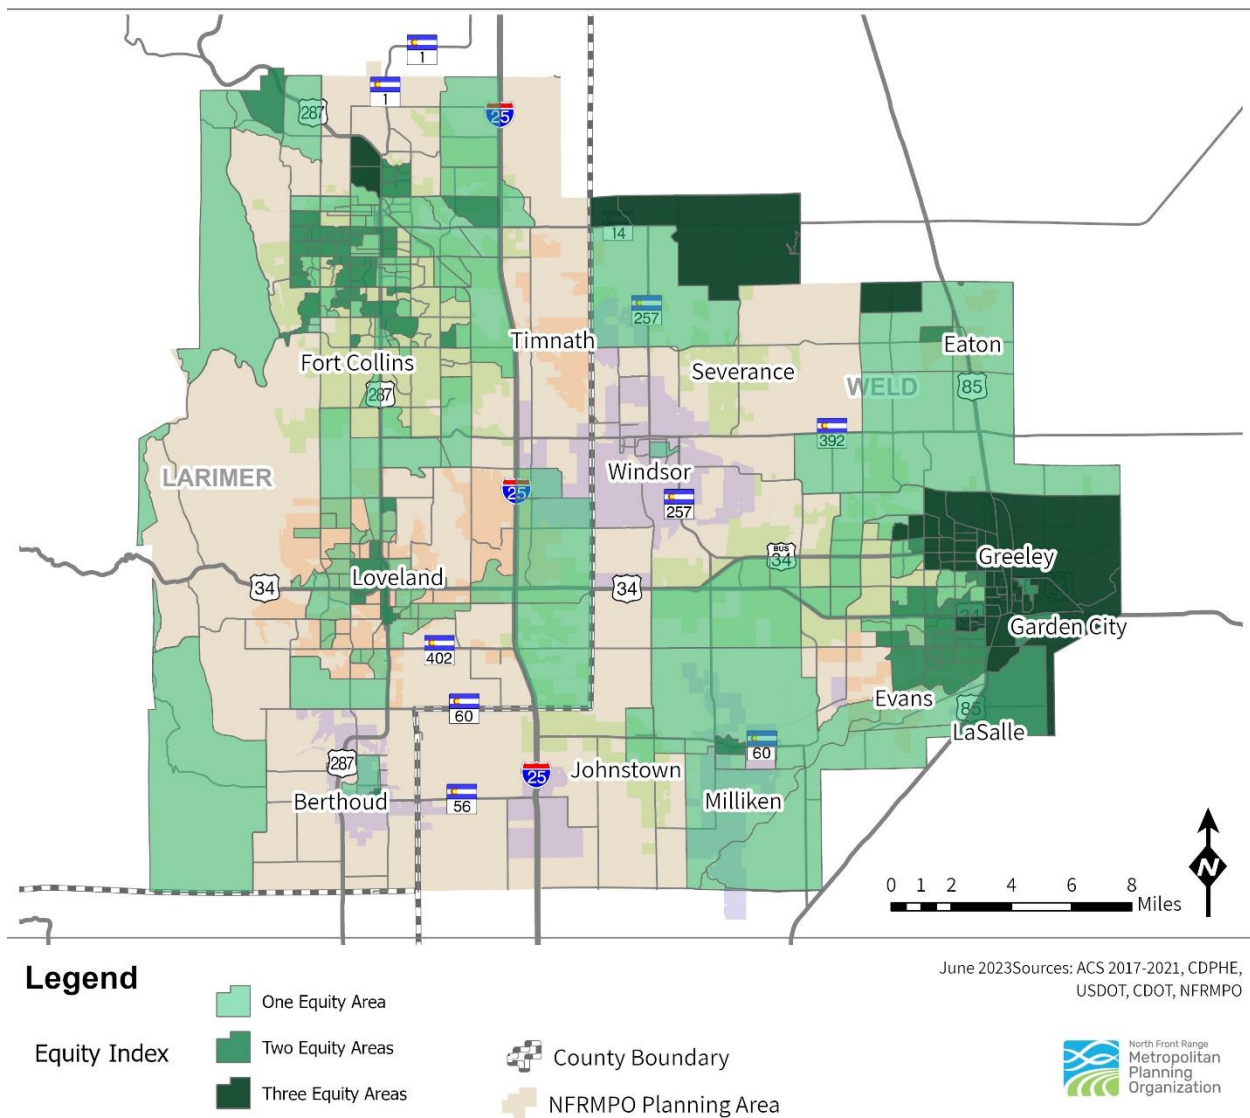 1
1
287
25
14
257
Timnath
Eaton
Fort Collins
Severance
WELD
85
287
392
LARIMER
Windsor
25
257
BUS
34
Greeley
Loveland
34
34
34
Garden City
402
Evans
60
85
LaSalle
60
287
25
Johnstown
Berthoud
56
Milliken
N
0 1 2 4 6 8
Miles
Legend
June 2023Sources: ACS 2017-2021, CDPHE,
USDOT, CDOT, NFRMPO
One Equity Area
Equity Index
Two Equity Areas
Three Equity Areas
County Boundary
NFRMPO Planning Area
North Front Range
Metropolitan
Planning
Organization